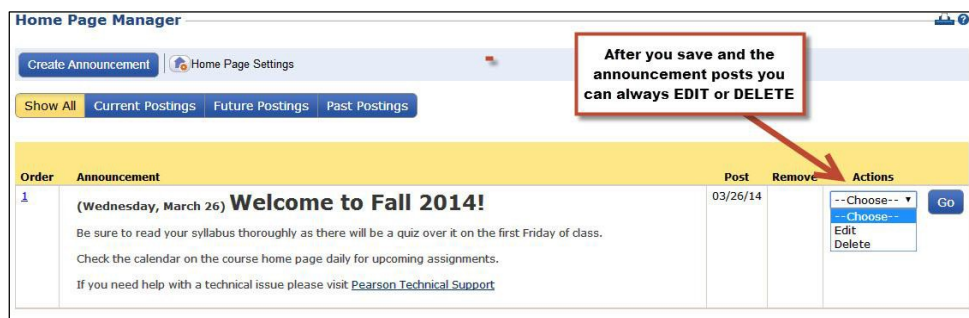 Home Page Manager
Create Announcement Home Page Settings
After you save and the
announcement posts you
can always EDIT or DELETE
Show All Current Postings Future Postings Past Postings
Order Announcement Post Remove Actions
1 (Wednesday, March 26) Welcome to Fall 2014! 03/26/14 --Choose-- Go
--Choose--
Edit
Delete
Be sure to read your syllabus thoroughly as there will be a quiz over it on the first Friday of class.
Check the calendar on the course home page daily for upcoming assignments.
If you need help with a technical issue please visit Pearson Technical Support